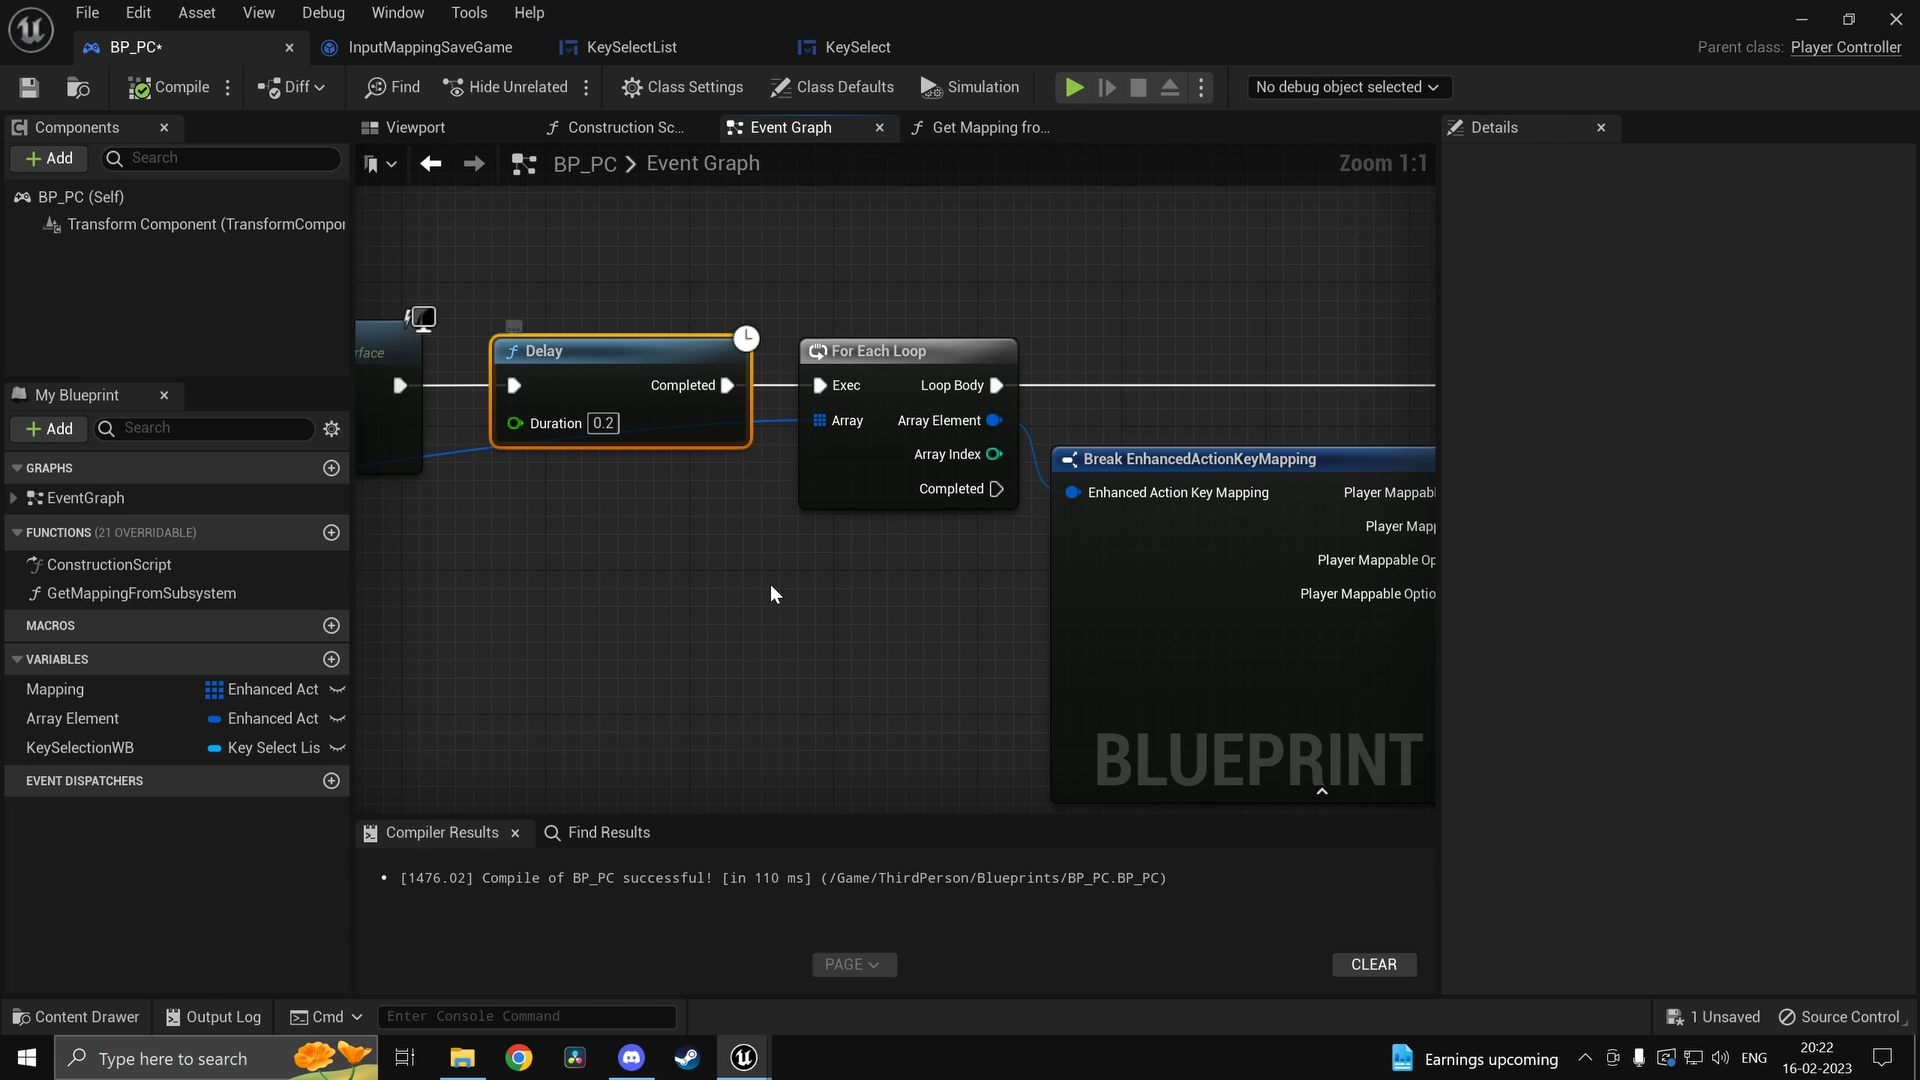 File Edit Asset View Debug Window Tools Help
BP_PC* InputMappingSaveGame KeySelectList KeySelect Parent class: Player Controller
Compile Diff Find Hide Unrelated Class Settings Class Defaults Simulation No debug object selected
Components Viewport Construction Sc... Event Graph Get Mapping fro... Details
Add Search BP_PC Event Graph Zoom 1:1
BP_PC (Self)
Transform Component (TransformCompor
rface
Delay
Completed
Duration 0.2
For Each Loop
Exec Loop Body
Array Array Element
Array Index
Completed
Break EnhancedActionKeyMapping
Enhanced Action Key Mapping Player Mappabl
Player Mapp
Player Mappable Op
Player Mappable Optio
BLUEPRINT
My Blueprint
Add Search
GRAPHS
EventGraph
FUNCTIONS (21 OVERRIDABLE)
ConstructionScript
GetMappingFromSubsystem
MACROS
VARIABLES
Mapping Enhanced Act
Array Element Enhanced Act
KeySelectionWB Key Select Lis
EVENT DISPATCHERS
Compiler Results Find Results
• [1476.02] Compile of BP_PC successful! [in 110 ms] (/Game/ThirdPerson/Blueprints/BP_PC.BP_PC)
PAGE CLEAR
Content Drawer Output Log Cmd Enter Console Command 1 Unsaved Source Control
Type here to search Earnings upcoming ENG 20:22
16-02-2023